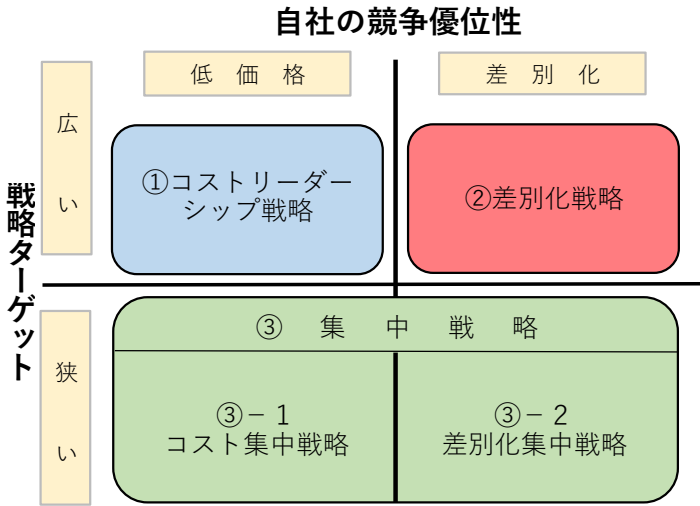 自社の競争優位性
低価格
差別化
戦略ターゲット
広い
①コストリーダー
シップ戦略
②差別化戦略
狭い
③集中戦略
③－1
コスト集中戦略
③－2
差別化集中戦略